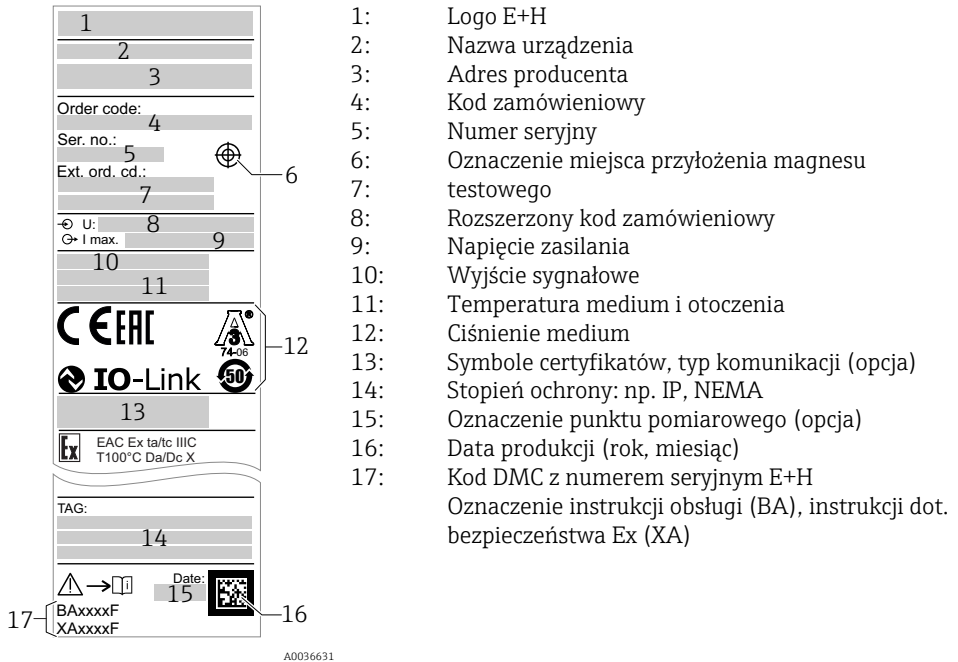 1
2
3
Order code:
4
Ser. no.:
5
6
Ext. ord. cd.:
7
U: 8
I max. 9
10
11
CE EAC 3 74-06
12
IO-Link 50
13
Ex EAC Ex ta/tc IIIC
T100°C Da/Dc X
TAG:
14
Date:
15
16
17
BAxxxxF
XAxxxxF
A0036631
1: Logo E+H
2: Nazwa urządzenia
3: Adres producenta
4: Kod zamówieniowy
5: Numer seryjny
6: Oznaczenie miejsca przyłożenia magnesu
7: testowego
8: Rozszerzony kod zamówieniowy
9: Napięcie zasilania
10: Wyjście sygnałowe
11: Temperatura medium i otoczenia
12: Ciśnienie medium
13: Symbole certyfikatów, typ komunikacji (opcja)
14: Stopień ochrony: np. IP, NEMA
15: Oznaczenie punktu pomiarowego (opcja)
16: Data produkcji (rok, miesiąc)
17: Kod DMC z numerem seryjnym E+H
Oznaczenie instrukcji obsługi (BA), instrukcji dot.
bezpieczeństwa Ex (XA)